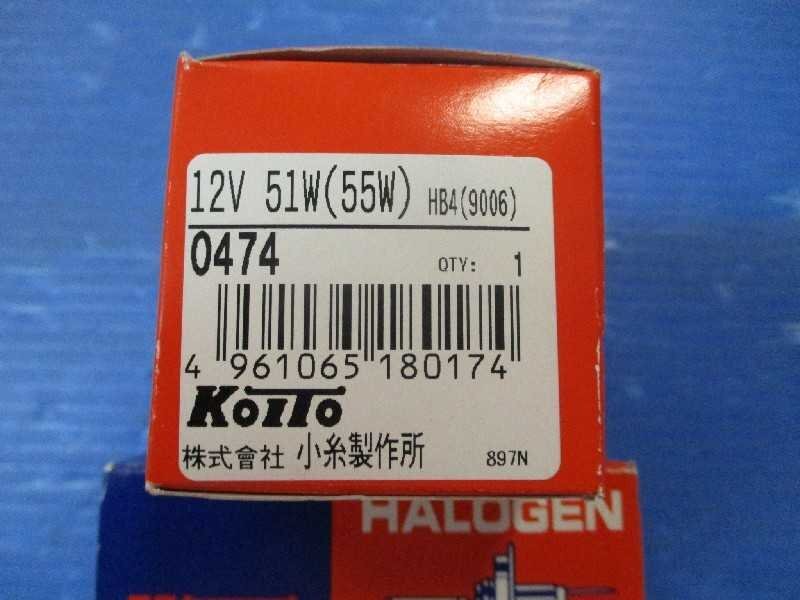 12V 51W(55W) HB4(9006)
0474 QTY: 1
4 961065 180174
KoITo
株式會社 小糸製作所 897N
HALOGEN